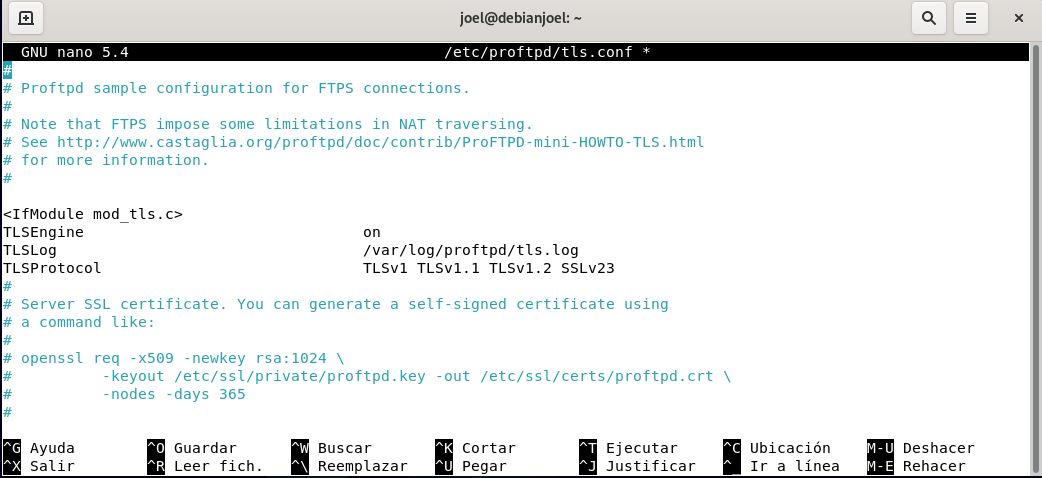 joel@debianjoel: ~
GNU nano 5.4 /etc/proftpd/tls.conf *
#
# Proftpd sample configuration for FTPS connections.
#
# Note that FTPS impose some limitations in NAT traversing.
# See http://www.castaglia.org/proftpd/doc/contrib/ProFTPD-mini-HOWTO-TLS.html
# for more information.
#
<IfModule mod_tls.c>
TLSEngine on
TLSLog /var/log/proftpd/tls.log
TLSProtocol TLSv1 TLSv1.1 TLSv1.2 SSLv23
#
# Server SSL certificate. You can generate a self-signed certificate using
# a command like:
#
# openssl req -x509 -newkey rsa:1024 \
# -keyout /etc/ssl/private/proftpd.key -out /etc/ssl/certs/proftpd.crt \
# -nodes -days 365
#
^G Ayuda ^O Guardar ^W Buscar ^K Cortar ^T Ejecutar ^C Ubicación M-U Deshacer
^X Salir ^R Leer fich. ^\ Reemplazar ^U Pegar ^J Justificar ^_ Ir a línea M-E Rehacer